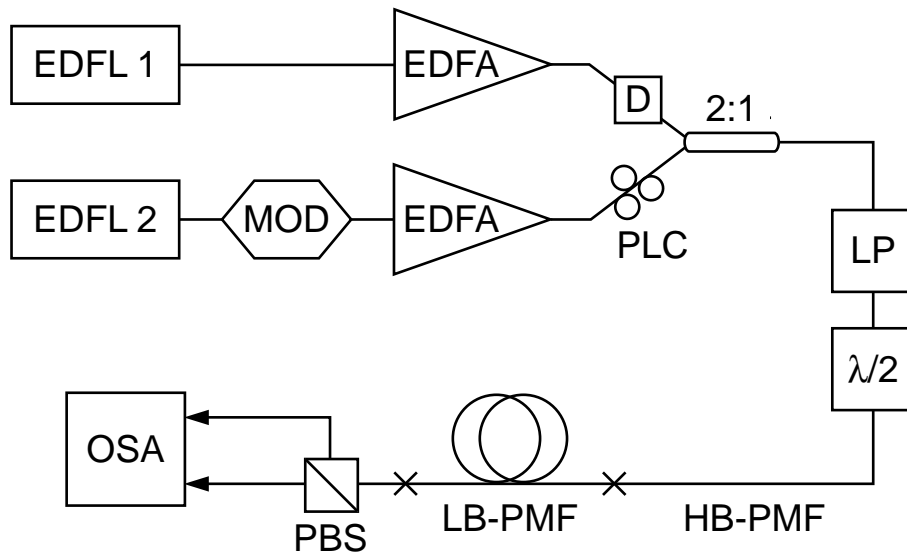 EDFL 1
EDFA
D
2:1
EDFL 2
MOD
EDFA
PLC
LP
λ/2
OSA
PBS
LB-PMF
HB-PMF